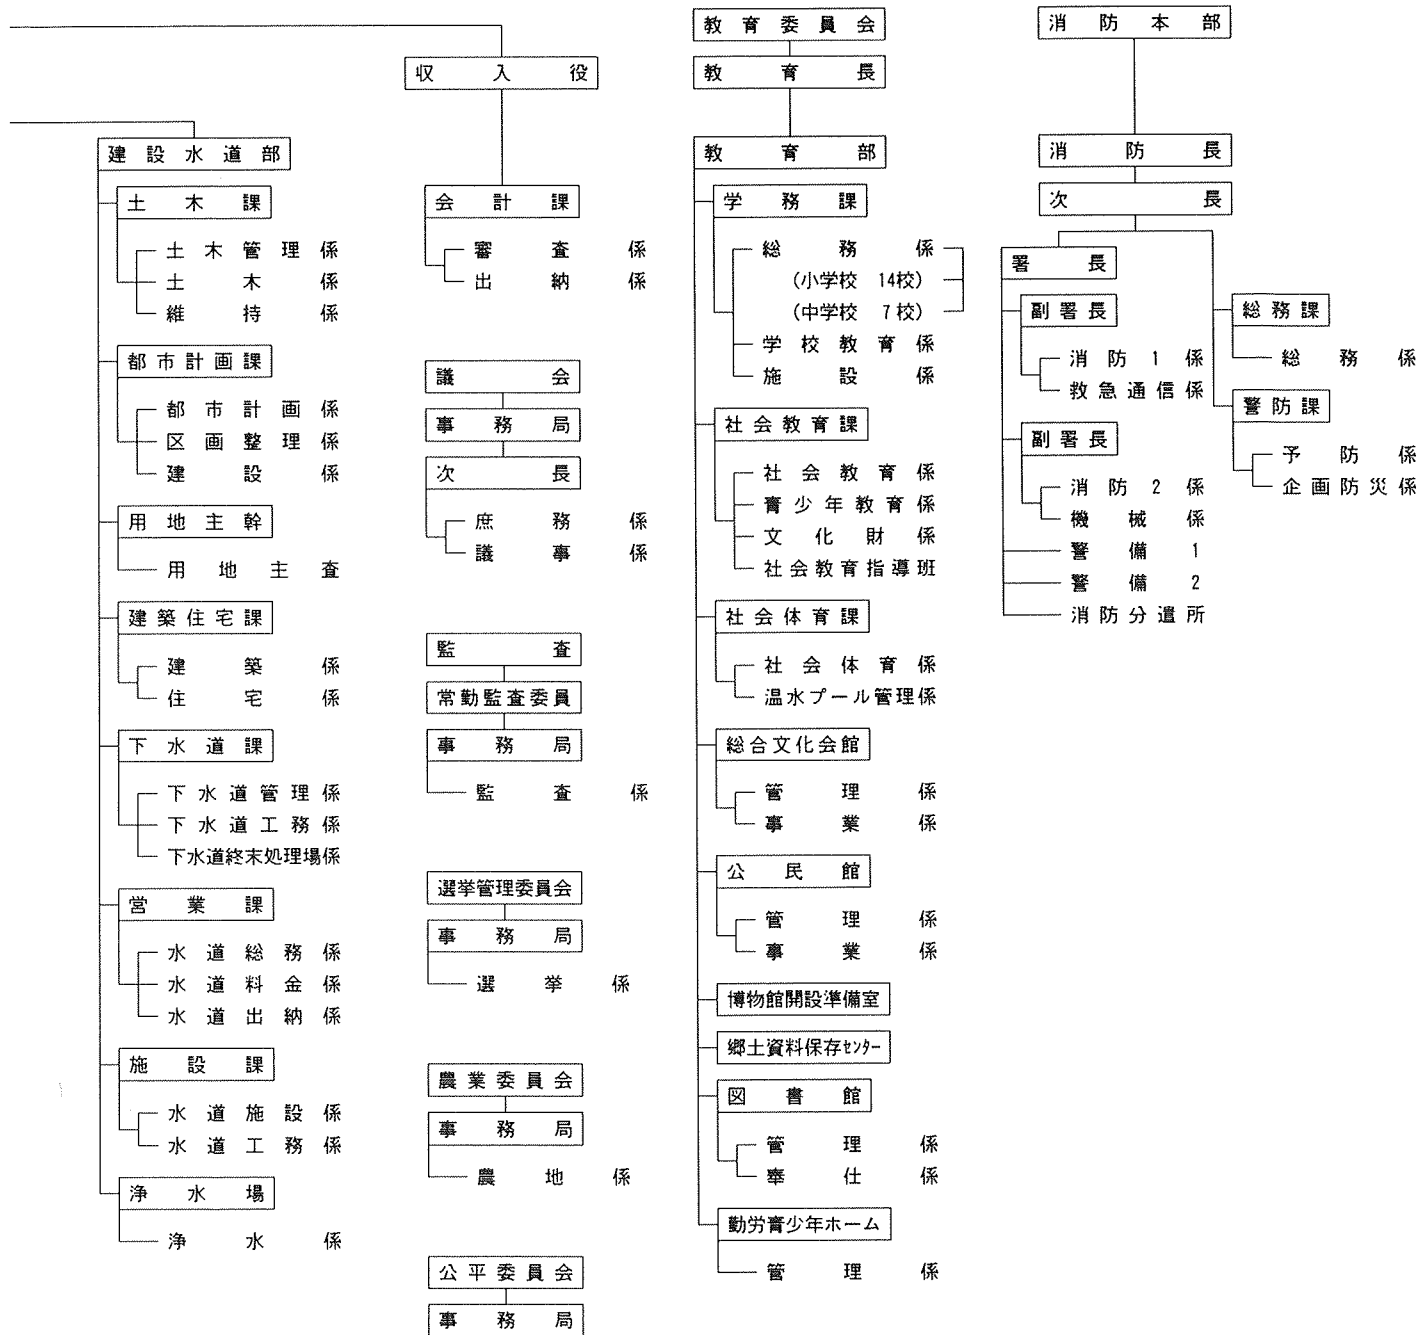 建設水道部
土木課
土木管理係
土木係
維持係
都市計画課
都市計画係
区画整理係
建設係
用地主幹
用地主査
建築住宅課
建築係
住宅係
下水道課
下水道管理係
下水道工務係
下水道終末処理場係
営業課
水道総務係
水道料金係
水道出納係
施設課
水道施設係
水道工務係
浄水場
浄水係
収入役
会計課
審査係
出納係
議会
事務局
次長
庶務係
議事係
監査
常勤監査委員
事務局
監査係
選挙管理委員会
事務局
選挙係
農業委員会
事務局
農地係
公平委員会
事務局
教育委員会
教育長
教育部
学務課
総務係
(小学校 14校)
(中学校 7校)
学校教育係
施設係
社会教育課
社会教育係
青少年教育係
文化財係
社会教育指導班
社会体育課
社会体育係
温水プール管理係
総合文化会館
管理係
事業係
公民館
管理係
事業係
博物館開設準備室
郷土資料保存ｾﾝﾀｰ
図書館
管理係
奉仕係
勤労青少年ホーム
管理係
消防本部
消防長
次長
署長
副署長
消防1係
救急通信係
副署長
消防2係
機械係
警備1
警備2
消防分遣所
総務課
総務係
警防課
予防係
企画防災係